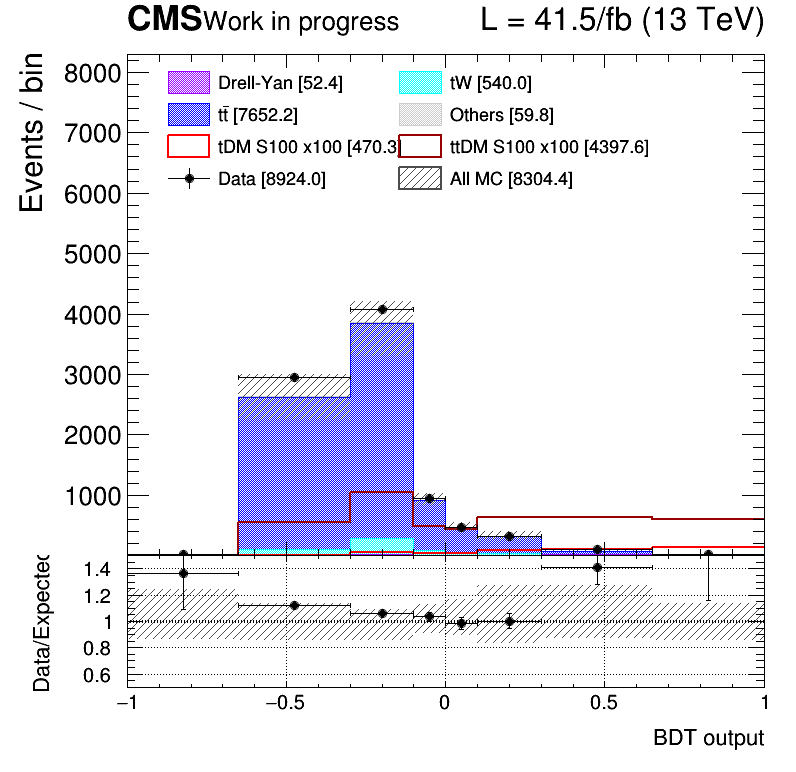 CMS Work in progress L = 41.5/fb (13 TeV)
Events / bin
8000
7000
6000
5000
4000
3000
2000
1000
Drell-Yan [52.4] tW [540.0]
tt̄ [7652.2] Others [59.8]
tDM S100 x100 [470.3] ttDM S100 x100 [4397.6]
Data [8924.0] All MC [8304.4]
Data/Expected
1.4
1.2
1
0.8
0.6
−1 −0.5 0 0.5 1
BDT output